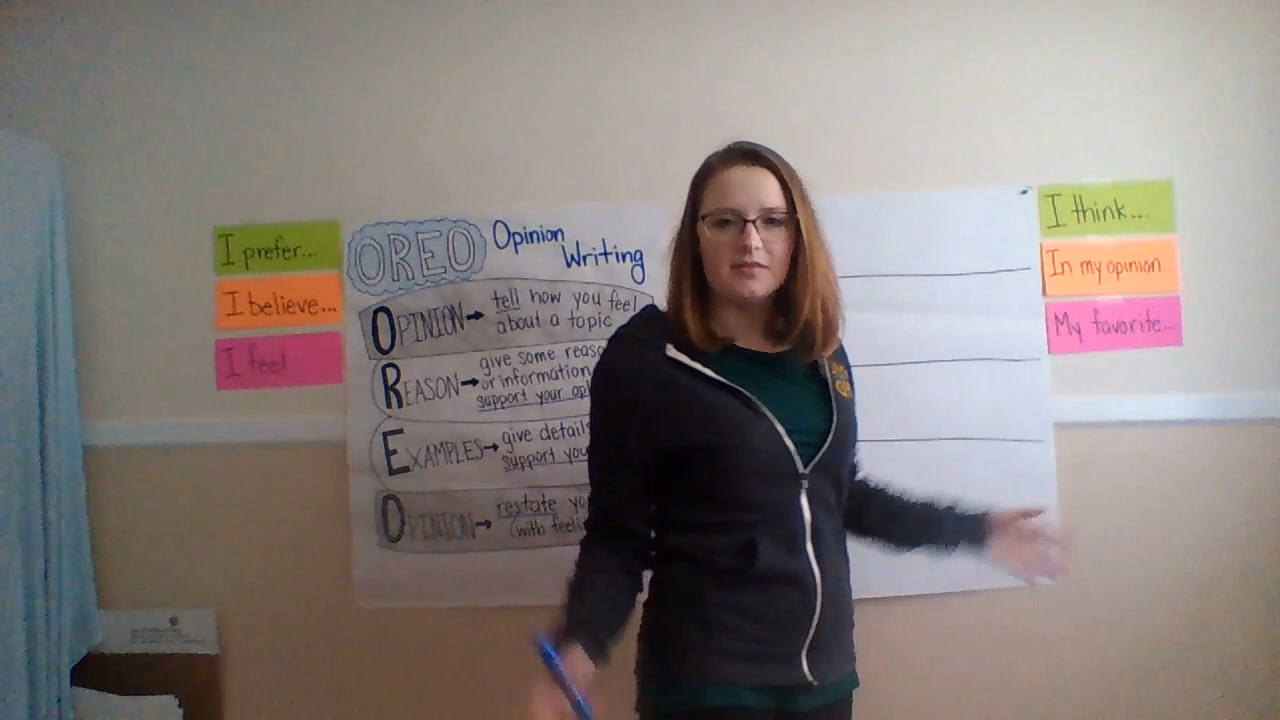 I prefer...
I believe...
I feel
OREO
Opinion
Writing
OPINION→ tell how you feel
about a topic
REASON→ give some
or information
support your
EXAMPLES→ give details
support
OPINION→ restate
(with
I think...
In my opinion
My favorite...